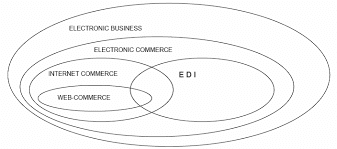 ELECTRONIC BUSINESS
ELECTRONIC COMMERCE
INTERNET COMMERCE
E D I
WEB-COMMERCE